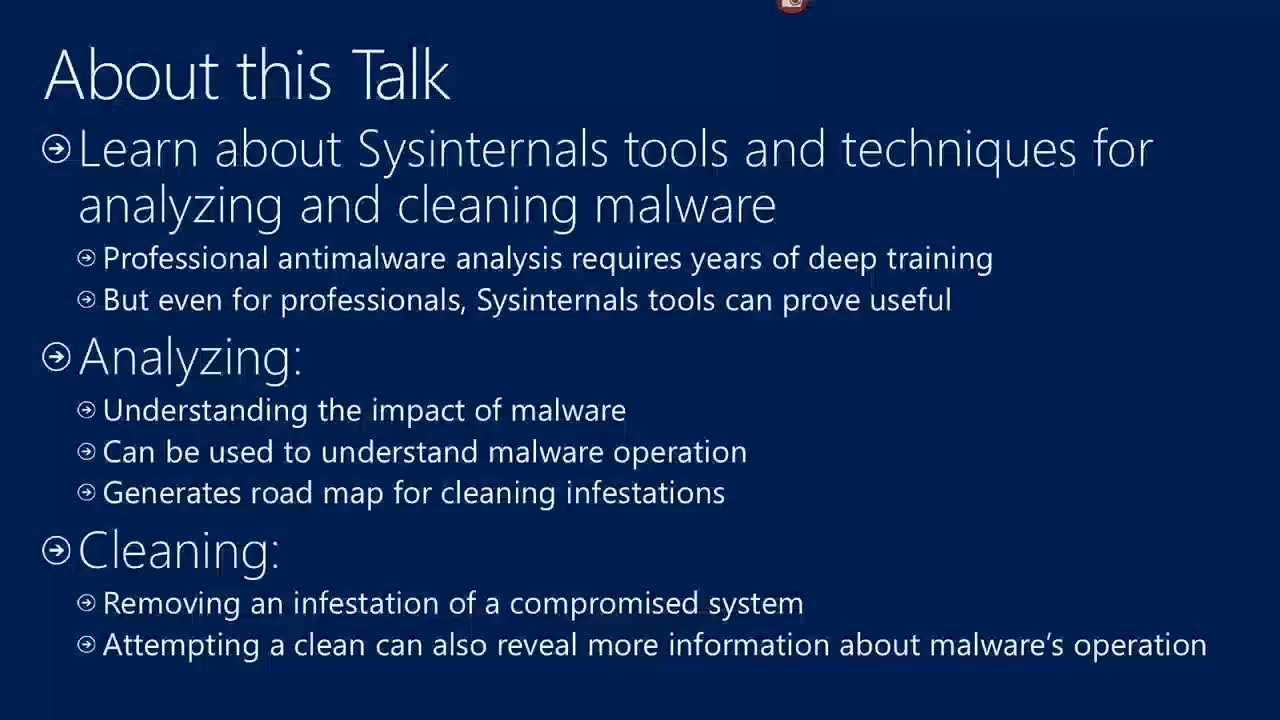 About this Talk
Learn about Sysinternals tools and techniques for
analyzing and cleaning malware
Professional antimalware analysis requires years of deep training
But even for professionals, Sysinternals tools can prove useful
Analyzing:
Understanding the impact of malware
Can be used to understand malware operation
Generates road map for cleaning infestations
Cleaning:
Removing an infestation of a compromised system
Attempting a clean can also reveal more information about malware’s operation